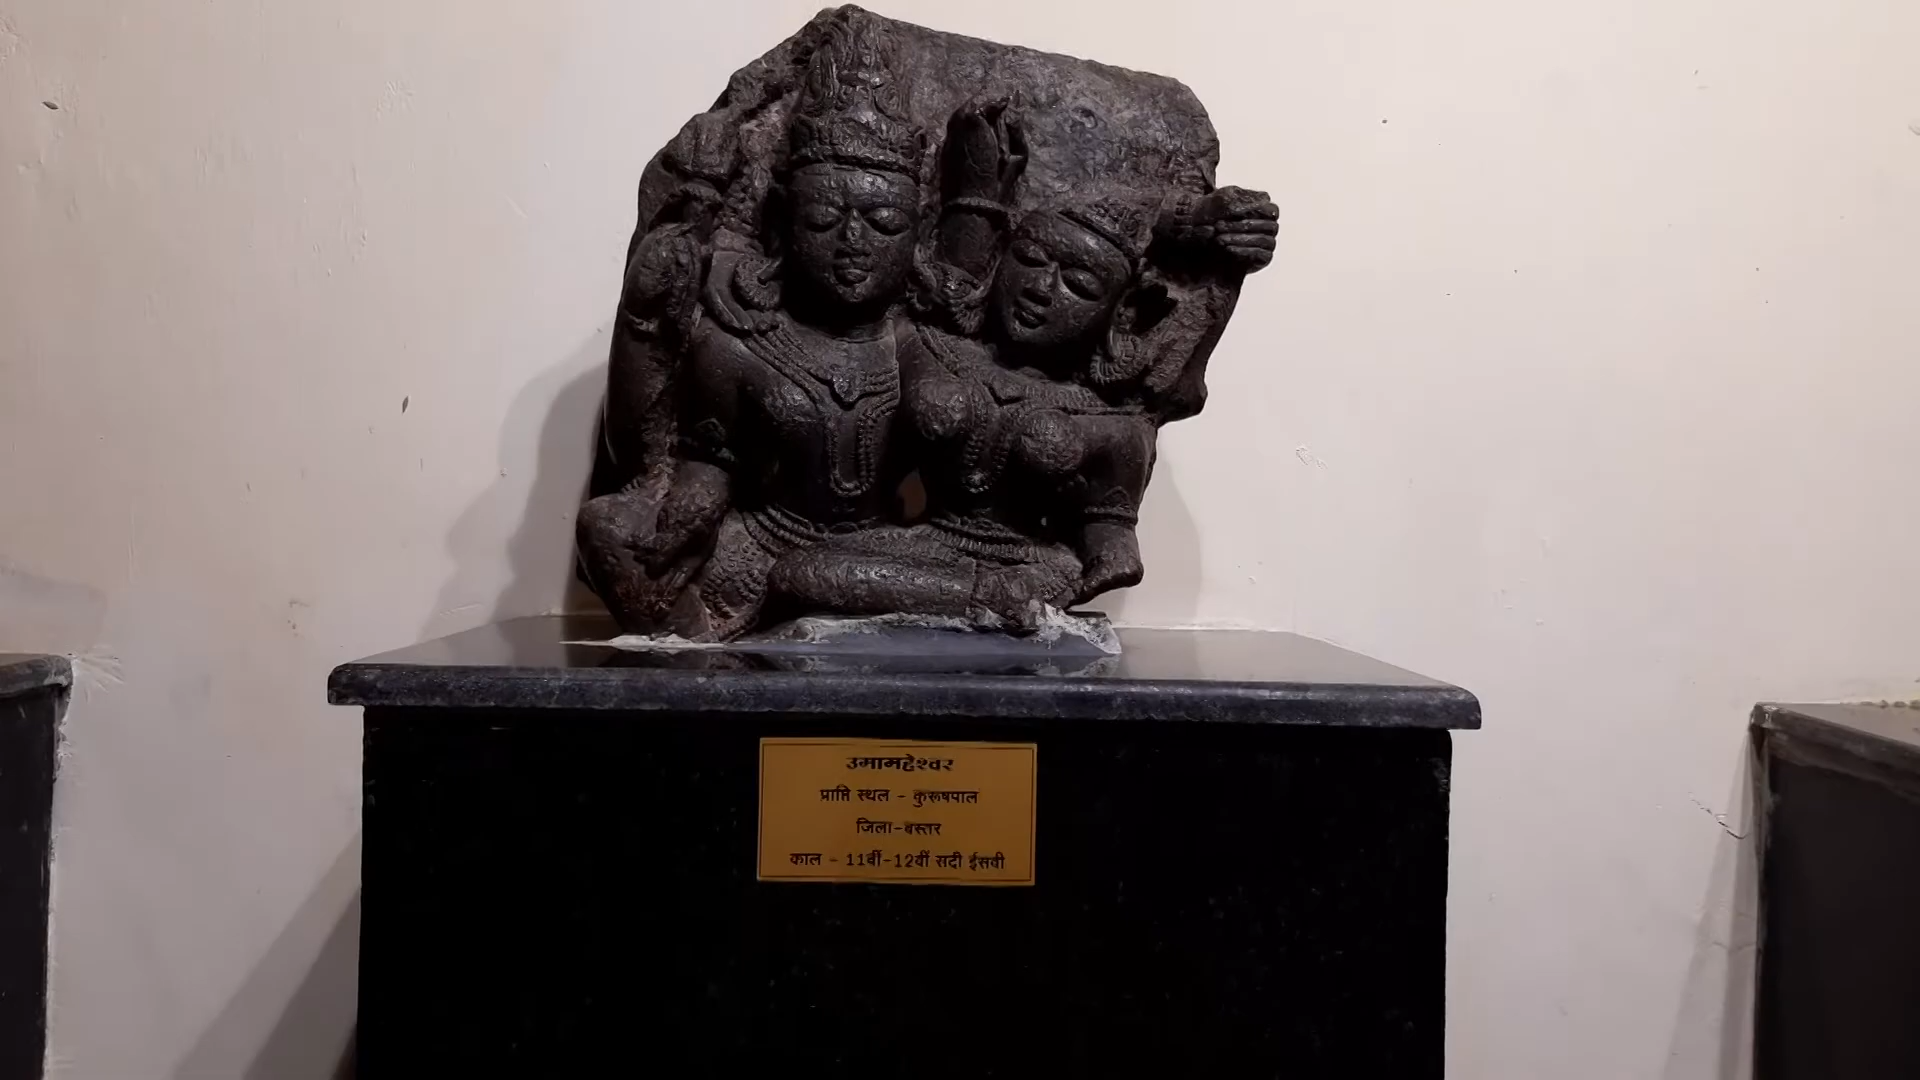 उमामहेश्वर
प्राप्ति स्थल - कुरूषपाल
जिला-बस्तर
काल - 11वीं-12वीं सदी ईसवी